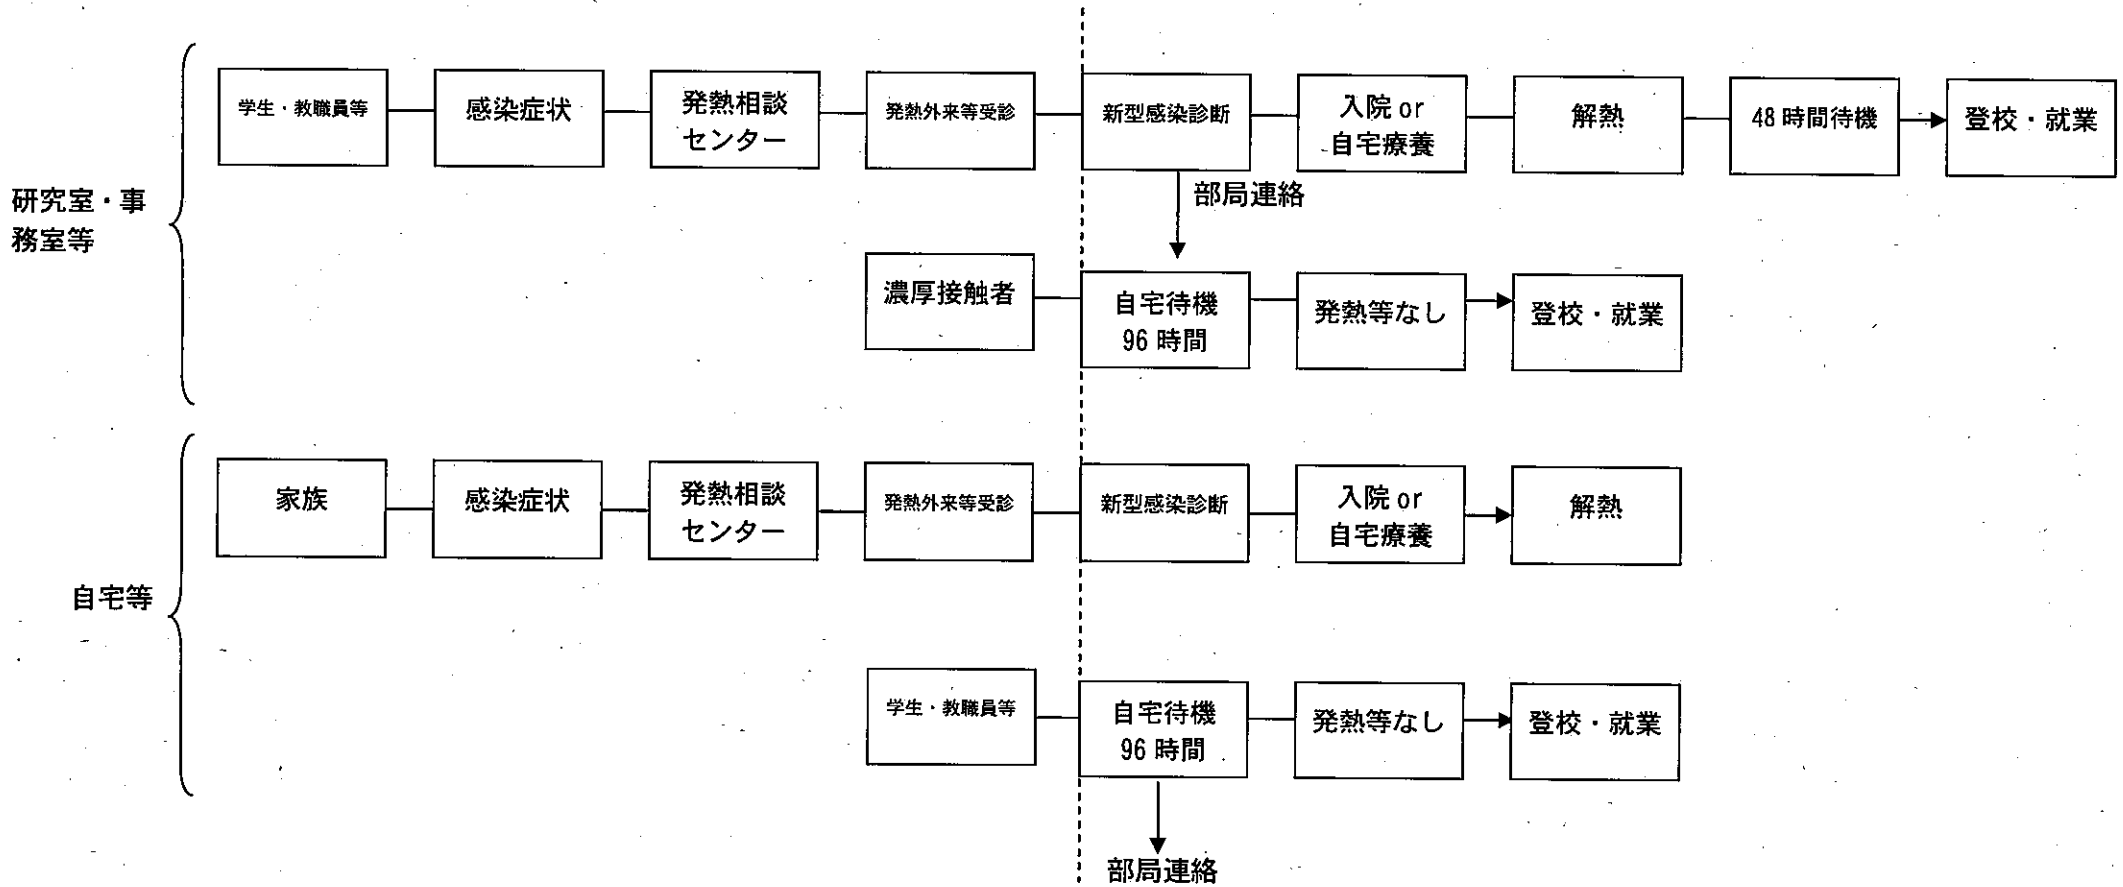 研究室・事
務室等
学生・教職員等
感染症状
発熱相談
センター
発熱外来等受診
新型感染診断
入院 or
自宅療養
解熱
48 時間待機
登校・就業
部局連絡
濃厚接触者
自宅待機
96 時間
発熱等なし
登校・就業
自宅等
家族
感染症状
発熱相談
センター
発熱外来等受診
新型感染診断
入院 or
自宅療養
解熱
学生・教職員等
自宅待機
96 時間
発熱等なし
登校・就業
部局連絡